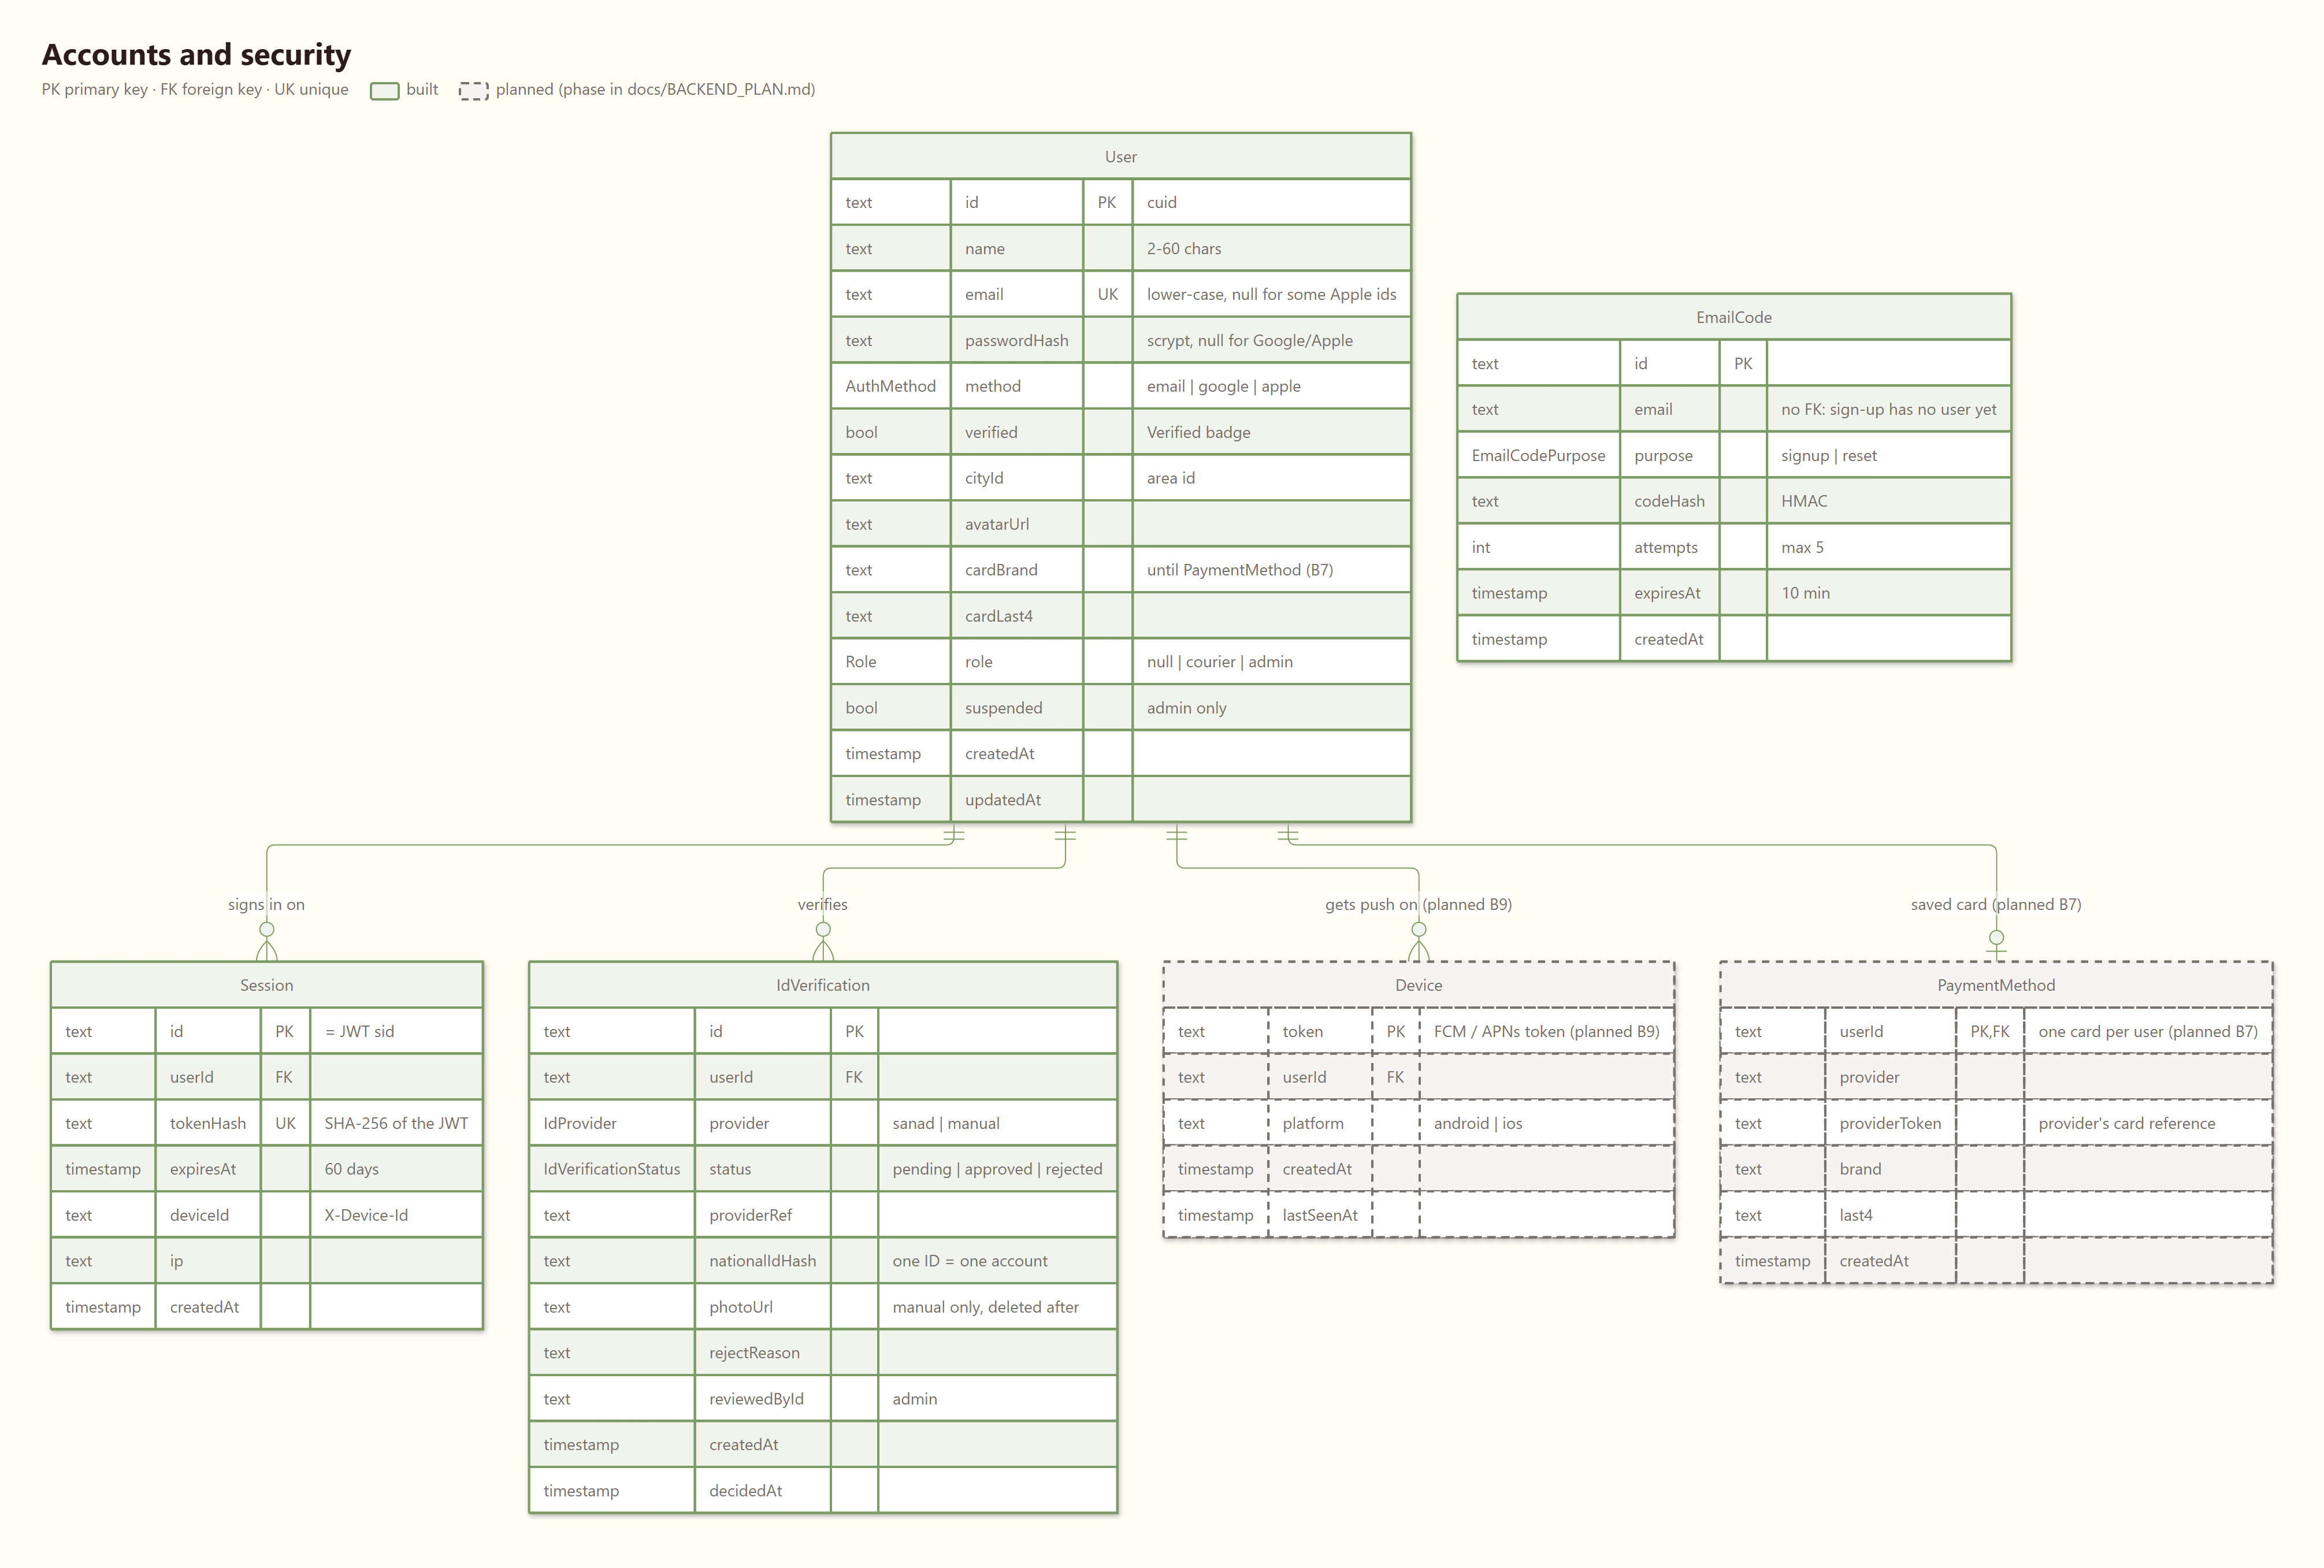 Accounts and security
PK primary key · FK foreign key · UK unique built planned (phase in docs/BACKEND_PLAN.md)
User
text id PK cuid
text name 2-60 chars
text email UK lower-case, null for some Apple ids
text passwordHash scrypt, null for Google/Apple
AuthMethod method email | google | apple
bool verified Verified badge
text cityId area id
text avatarUrl
text cardBrand until PaymentMethod (B7)
text cardLast4
Role role null | courier | admin
bool suspended admin only
timestamp createdAt
timestamp updatedAt
EmailCode
text id PK
text email no FK: sign-up has no user yet
EmailCodePurpose purpose signup | reset
text codeHash HMAC
int attempts max 5
timestamp expiresAt 10 min
timestamp createdAt
signs in on
verifies
gets push on (planned B9)
saved card (planned B7)
Session
text id PK = JWT sid
text userId FK
text tokenHash UK SHA-256 of the JWT
timestamp expiresAt 60 days
text deviceId X-Device-Id
text ip
timestamp createdAt
IdVerification
text id PK
text userId FK
IdProvider provider sanad | manual
IdVerificationStatus status pending | approved | rejected
text providerRef
text nationalIdHash one ID = one account
text photoUrl manual only, deleted after
text rejectReason
text reviewedById admin
timestamp createdAt
timestamp decidedAt
Device
text token PK FCM / APNs token (planned B9)
text userId FK
text platform android | ios
timestamp createdAt
timestamp lastSeenAt
PaymentMethod
text userId PK,FK one card per user (planned B7)
text provider
text providerToken provider's card reference
text brand
text last4
timestamp createdAt